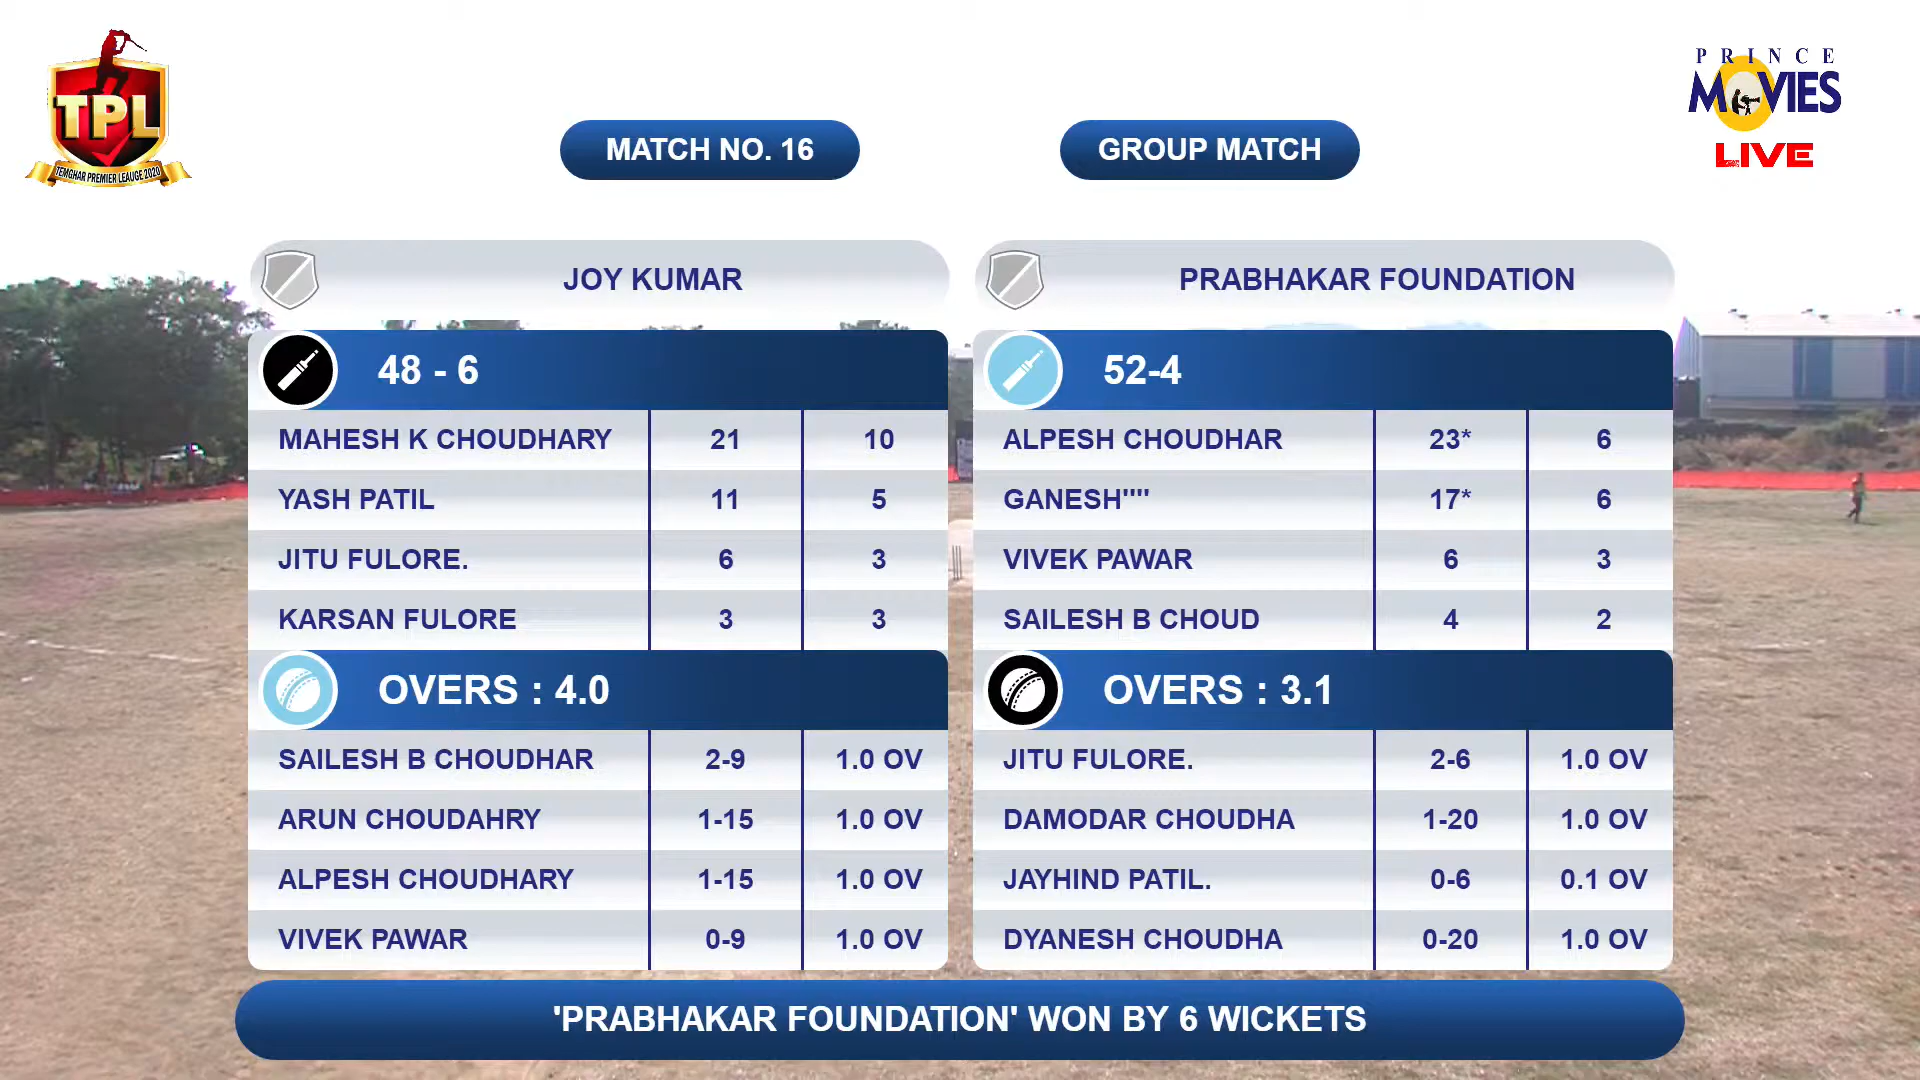 TPL
TEMGHAR PREMIER LEAUGE 2020
PRINCE
MOVIES
LIVE
MATCH NO. 16
GROUP MATCH
JOY KUMAR
48 - 6
MAHESH K CHOUDHARY 21 10
YASH PATIL 11 5
JITU FULORE. 6 3
KARSAN FULORE 3 3
OVERS : 4.0
SAILESH B CHOUDHAR 2-9 1.0 OV
ARUN CHOUDAHRY 1-15 1.0 OV
ALPESH CHOUDHARY 1-15 1.0 OV
VIVEK PAWAR 0-9 1.0 OV
PRABHAKAR FOUNDATION
52-4
ALPESH CHOUDHAR 23* 6
GANESH"" 17* 6
VIVEK PAWAR 6 3
SAILESH B CHOUD 4 2
OVERS : 3.1
JITU FULORE. 2-6 1.0 OV
DAMODAR CHOUDHA 1-20 1.0 OV
JAYHIND PATIL. 0-6 0.1 OV
DYANESH CHOUDHA 0-20 1.0 OV
'PRABHAKAR FOUNDATION' WON BY 6 WICKETS